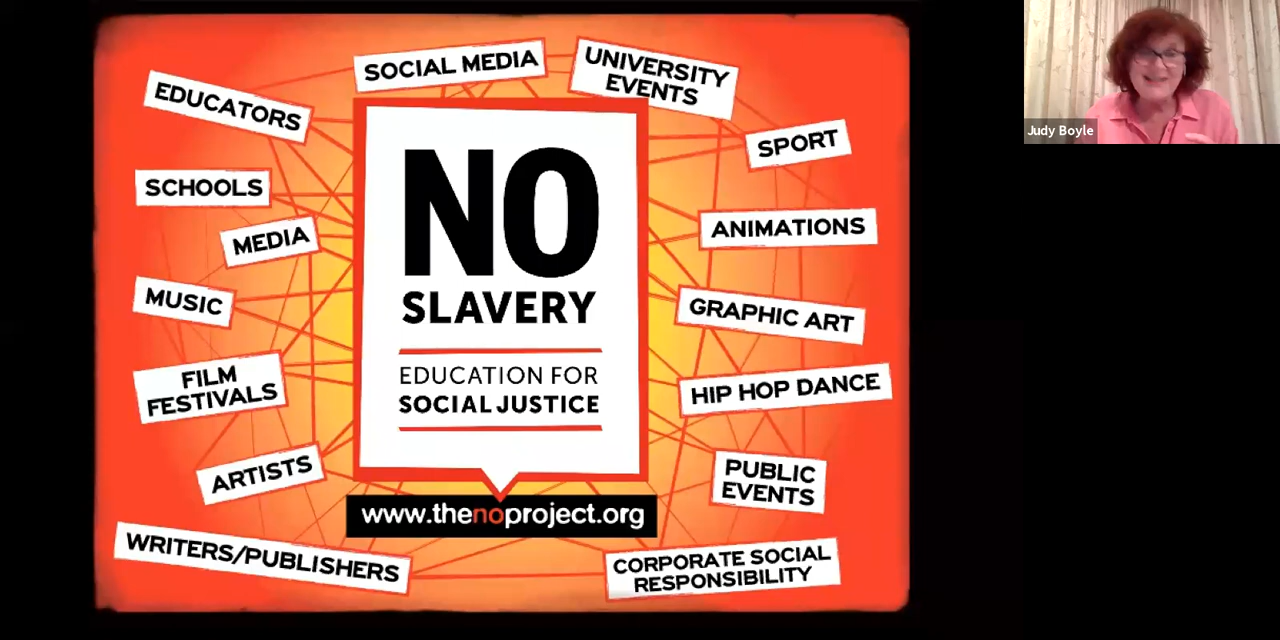 SOCIAL MEDIA
UNIVERSITY
EVENTS
EDUCATORS
SPORT
SCHOOLS
MEDIA
ANIMATIONS
MUSIC
GRAPHIC ART
FILM
FESTIVALS
HIP HOP DANCE
ARTISTS
PUBLIC
EVENTS
WRITERS/PUBLISHERS
CORPORATE SOCIAL
RESPONSIBILITY
NO
SLAVERY
EDUCATION FOR
SOCIAL JUSTICE
www.thenoproject.org
Judy Boyle